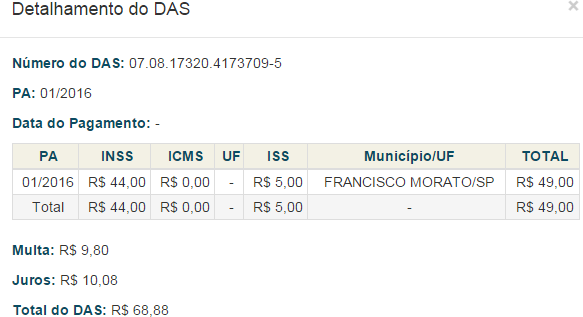 Detalhamento do DAS
×
Número do DAS: 07.08.17320.4173709-5
PA: 01/2016
Data do Pagamento: -
PA INSS ICMS UF ISS Município/UF TOTAL
01/2016 R$ 44,00 R$ 0,00 - R$ 5,00 FRANCISCO MORATO/SP R$ 49,00
Total R$ 44,00 R$ 0,00 - R$ 5,00 - R$ 49,00
Multa: R$ 9,80
Juros: R$ 10,08
Total do DAS: R$ 68,88